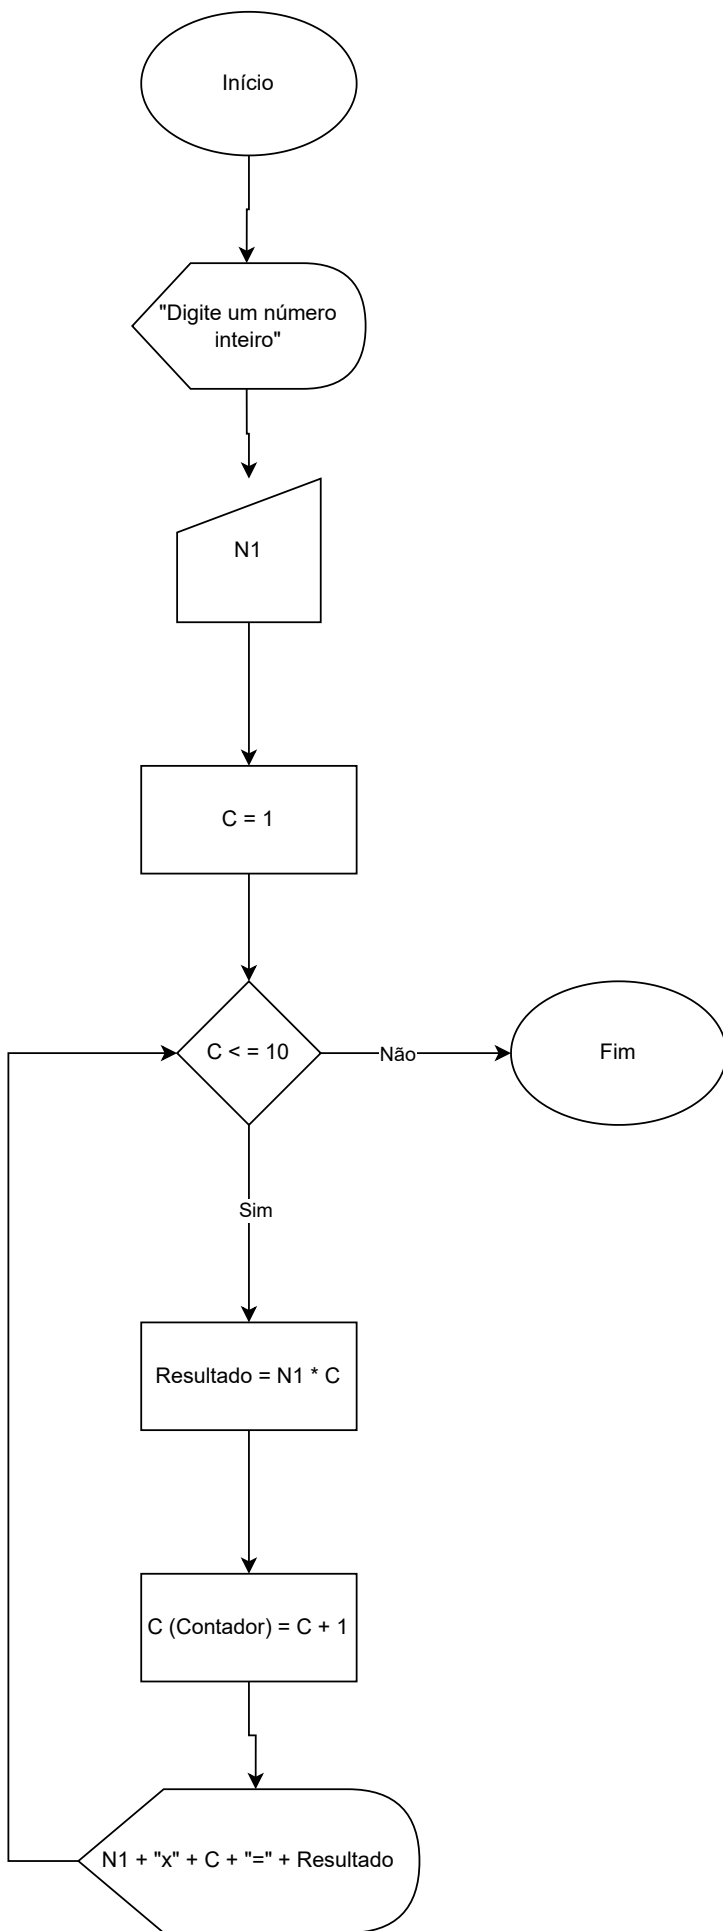 Início
"Digite um número
inteiro"
N1
C = 1
C < = 10
Não
Fim
Sim
Resultado = N1 * C
C (Contador) = C + 1
N1 + "x" + C + "=" + Resultado